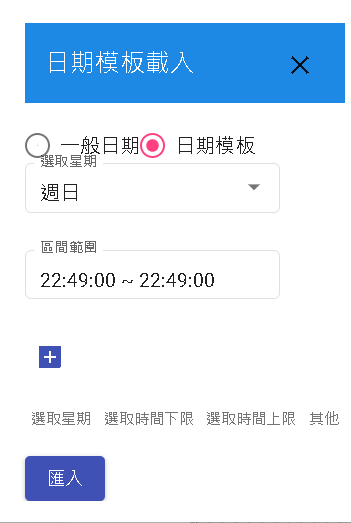 日期模板載入
一般日期 日期模板
選取星期
週日
區間範圍
22:49:00 ~ 22:49:00
選取星期 選取時間下限 選取時間上限 其他
匯入